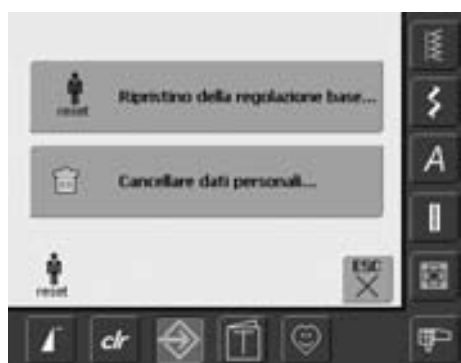 reset
Ripristino della regolazione base...
Cancellare dati personali...
reset
ESC
A
clr
T